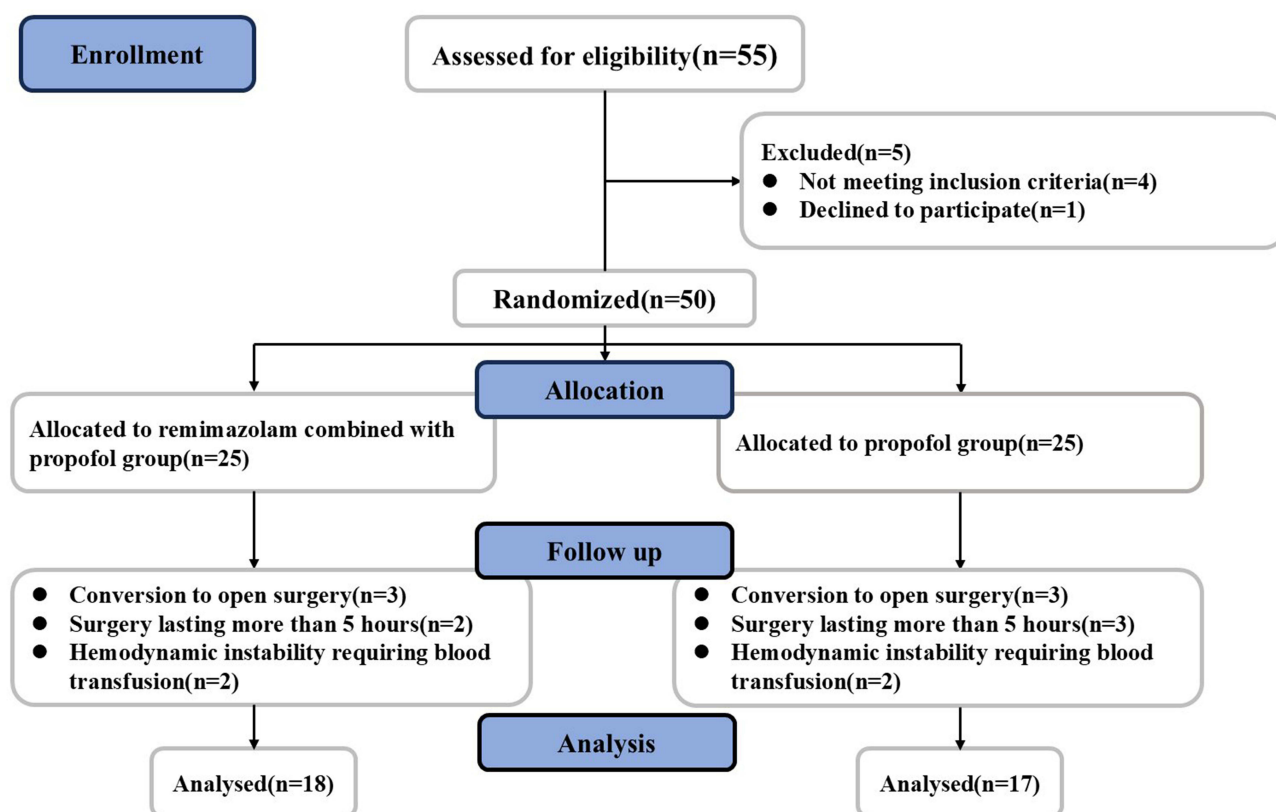 Enrollment
Assessed for eligibility(n=55)
Excluded(n=5)
● Not meeting inclusion criteria(n=4)
● Declined to participate(n=1)
Randomized(n=50)
Allocation
Allocated to remimazolam combined with
propofol group(n=25)
Allocated to propofol group(n=25)
Follow up
● Conversion to open surgery(n=3)
● Surgery lasting more than 5 hours(n=2)
● Hemodynamic instability requiring blood
transfusion(n=2)
● Conversion to open surgery(n=3)
● Surgery lasting more than 5 hours(n=3)
● Hemodynamic instability requiring blood
transfusion(n=2)
Analysis
Analysed(n=18)
Analysed(n=17)